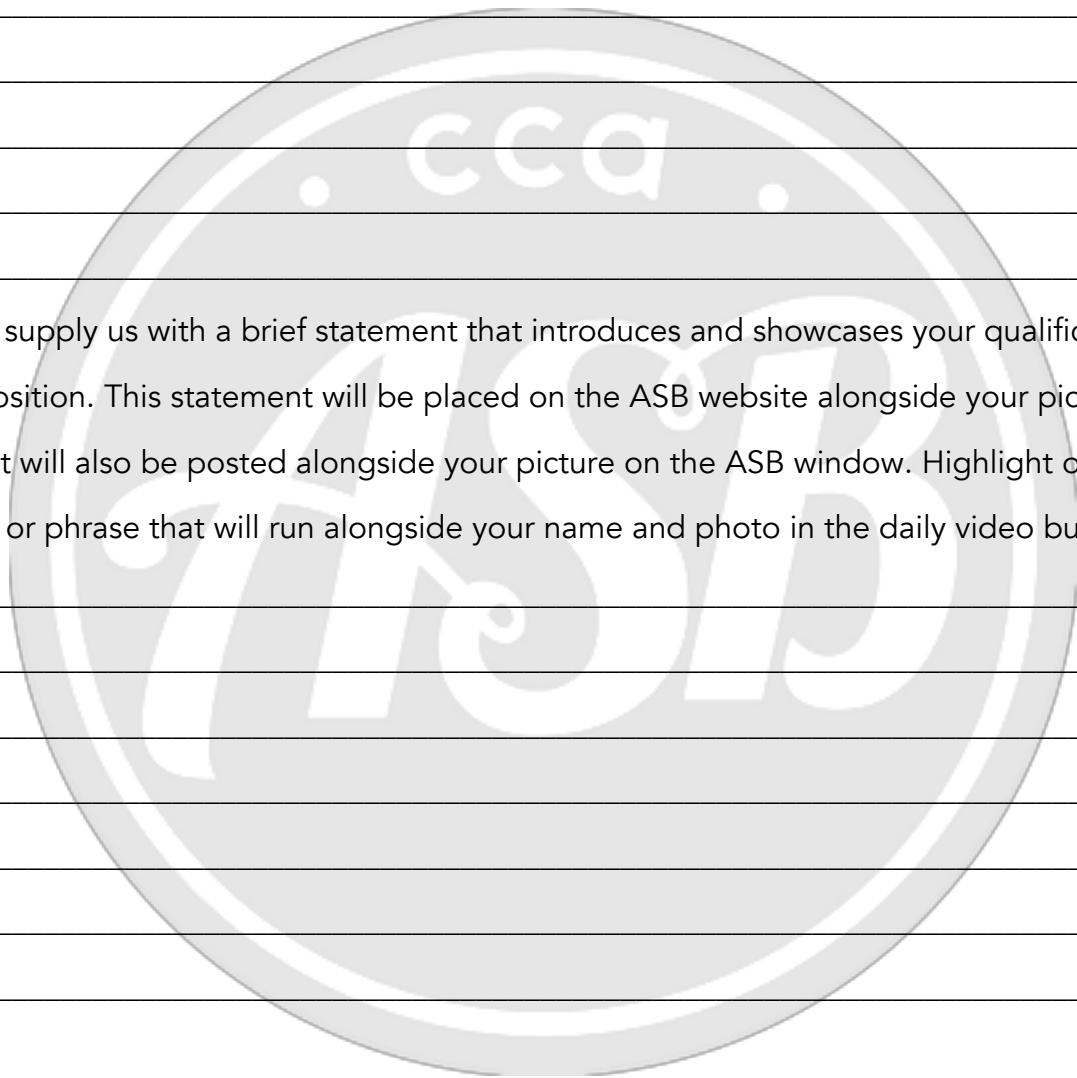 cca
supply us with a brief statement that introduces and showcases your qualific
osition. This statement will be placed on the ASB website alongside your pic
t will also be posted alongside your picture on the ASB window. Highlight o
or phrase that will run alongside your name and photo in the daily video bu
ASB